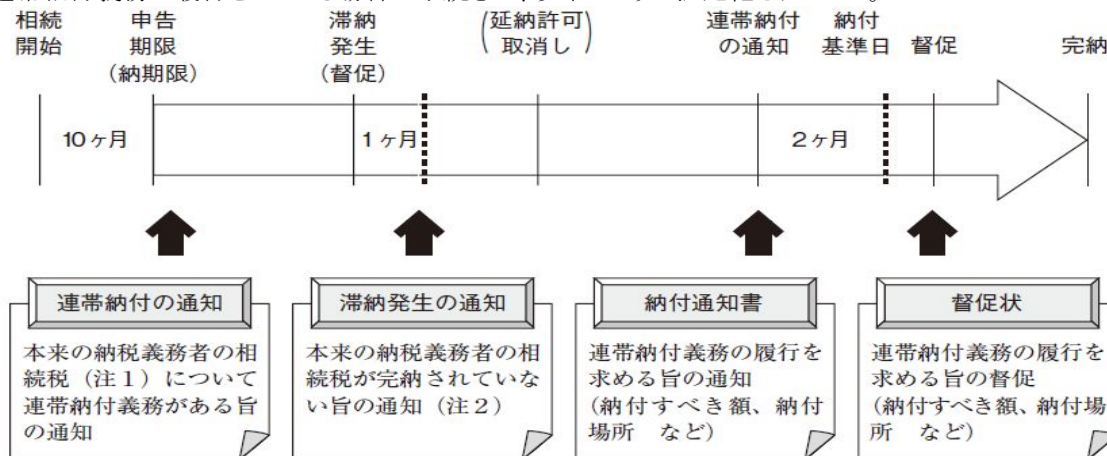 相続
開始
申告
期限
(納期限)
滞納
発生
(督促)
(延納許可
取消し)
連帯納付
の通知
納付
基準日
督促
完納
10ヶ月
1ヶ月
2ヶ月
連帯納付の通知
本来の納税義務者の相
続税（注1）について
連帯納付義務がある旨
の通知
滞納発生の通知
本来の納税義務者の相
続税が完納されていな
い旨の通知（注2）
納付通知書
連帯納付義務の履行を
求める旨の通知
(納付すべき額、納付
場所　など)
督促状
連帯納付義務の履行を
求める旨の督促
(納付すべき額、納付場
所　など)